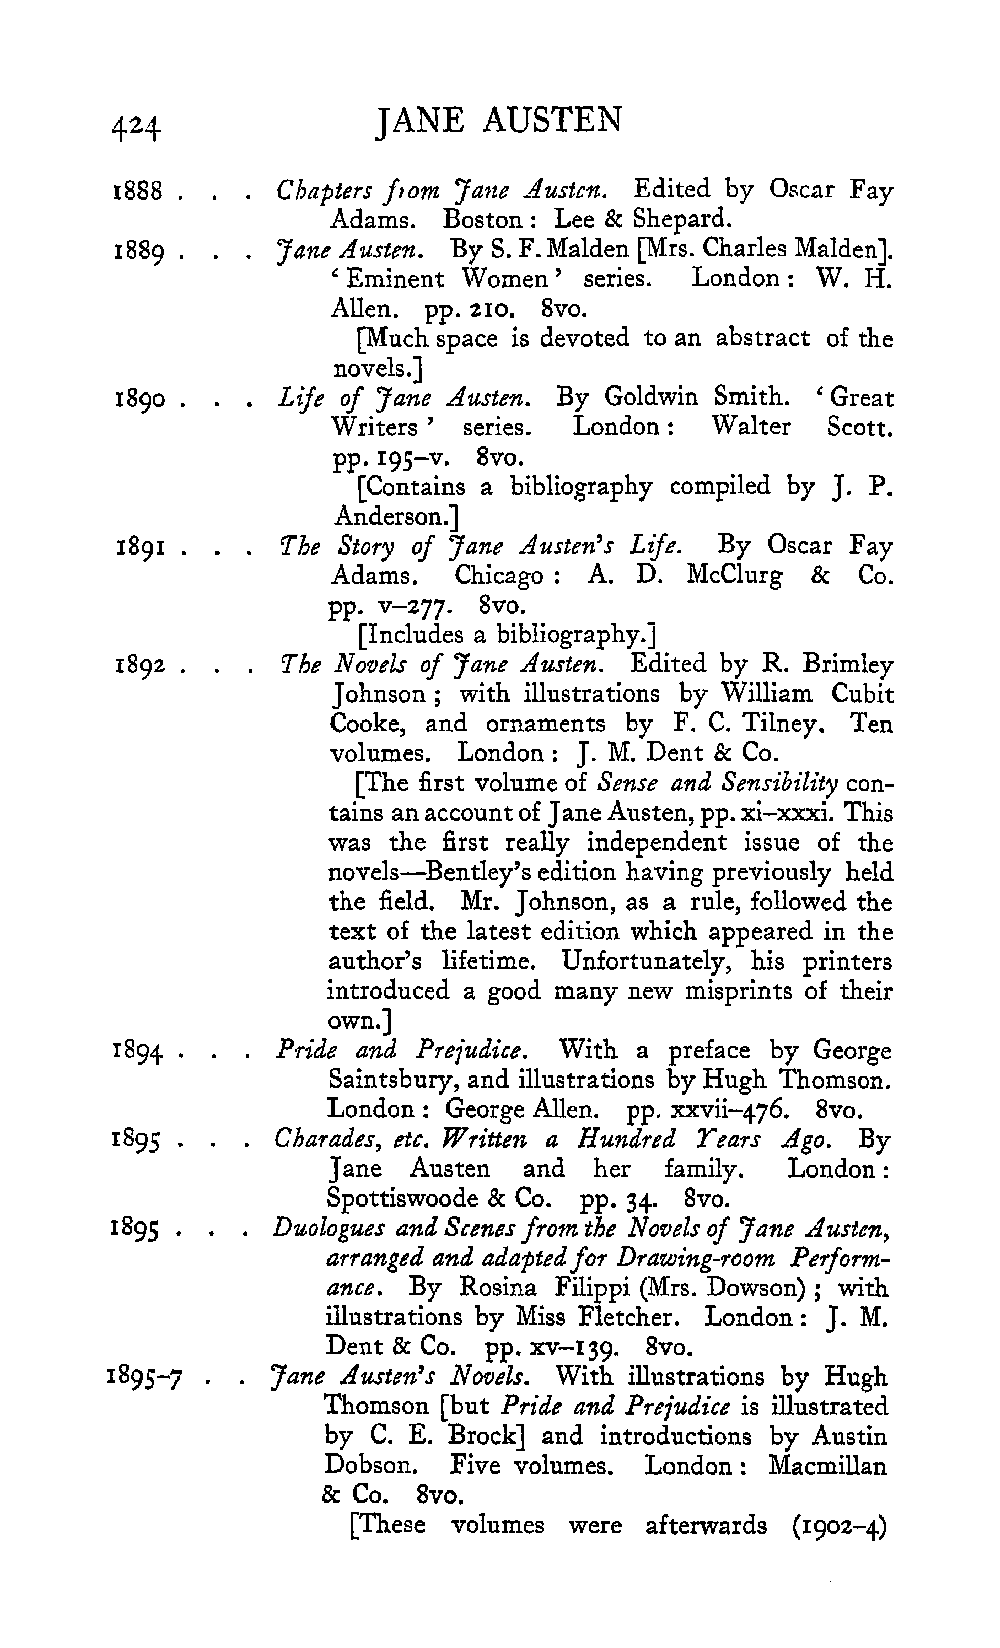 424 JANE AUSTEN
1888 . . . Chapters from Jane Austen. Edited by Oscar Fay
Adams. Boston : Lee & Shepard.
1889 . . . Jane Austen. By S. F. Malden [Mrs. Charles Malden].
‘ Eminent Women ’ series. London : W. H.
Allen. pp. 210. 8vo.
[Much space is devoted to an abstract of the
novels.]
1890 . . . Life of Jane Austen. By Goldwin Smith. ‘ Great
Writers ’ series. London : Walter Scott.
pp. 195–v. 8vo.
[Contains a bibliography compiled by J. P.
Anderson.]
1891 . . . The Story of Jane Austen’s Life. By Oscar Fay
Adams. Chicago : A. D. McClurg & Co.
pp. v–277. 8vo.
[Includes a bibliography.]
1892 . . . The Novels of Jane Austen. Edited by R. Brimley
Johnson ; with illustrations by William Cubit
Cooke, and ornaments by F. C. Tilney. Ten
volumes. London : J. M. Dent & Co.
[The first volume of Sense and Sensibility con-
tains an account of Jane Austen, pp. xi–xxxi. This
was the first really independent issue of the
novels—Bentley’s edition having previously held
the field. Mr. Johnson, as a rule, followed the
text of the latest edition which appeared in the
author’s lifetime. Unfortunately, his printers
introduced a good many new misprints of their
own.]
1894 . . . Pride and Prejudice. With a preface by George
Saintsbury, and illustrations by Hugh Thomson.
London : George Allen. pp. xxvii–476. 8vo.
1895 . . . Charades, etc. Written a Hundred Years Ago. By
Jane Austen and her family. London :
Spottiswoode & Co. pp. 34. 8vo.
1895 . . . Duologues and Scenes from the Novels of Jane Austen,
arranged and adapted for Drawing-room Perform-
ance. By Rosina Filippi (Mrs. Dowson) ; with
illustrations by Miss Fletcher. London : J. M.
Dent & Co. pp. xv–139. 8vo.
1895–7 . . Jane Austen’s Novels. With illustrations by Hugh
Thomson [but Pride and Prejudice is illustrated
by C. E. Brock] and introductions by Austin
Dobson. Five volumes. London : Macmillan
& Co. 8vo.
[These volumes were afterwards (1902–4)